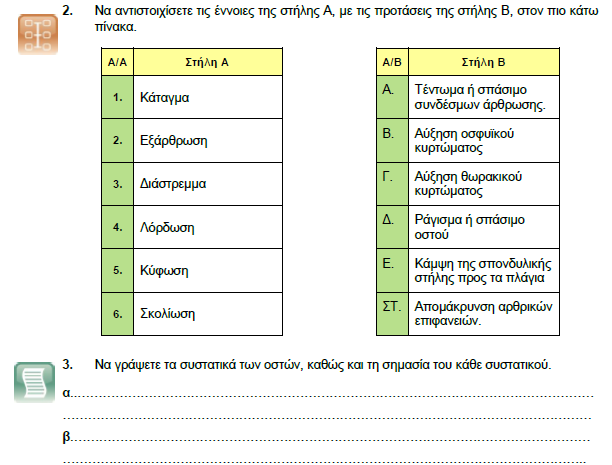 2. Να αντιστοιχίσετε τις έννοιες της στήλης Α, με τις προτάσεις της στήλης Β, στον πιο κάτω
πίνακα.
Α/Α Στήλη Α
1. Κάταγμα
2. Εξάρθρωση
3. Διάστρεμμα
4. Λόρδωση
5. Κύφωση
6. Σκολίωση
Α/Β Στήλη Β
Α. Τέντωμα ή σπάσιμο
συνδέσμων άρθρωσης.
Β. Αύξηση οσφυϊκού
κυρτώματος
Γ. Αύξηση θωρακικού
κυρτώματος
Δ. Ράγισμα ή σπάσιμο
οστού
Ε. Κάμψη της σπονδυλικής
στήλης προς τα πλάγια
ΣΤ. Απομάκρυνση αρθρικών
επιφανειών.
3. Να γράψετε τα συστατικά των οστών, καθώς και τη σημασία του κάθε συστατικού.
α.................................................................................
.................................................................................
β.................................................................................
.................................................................................